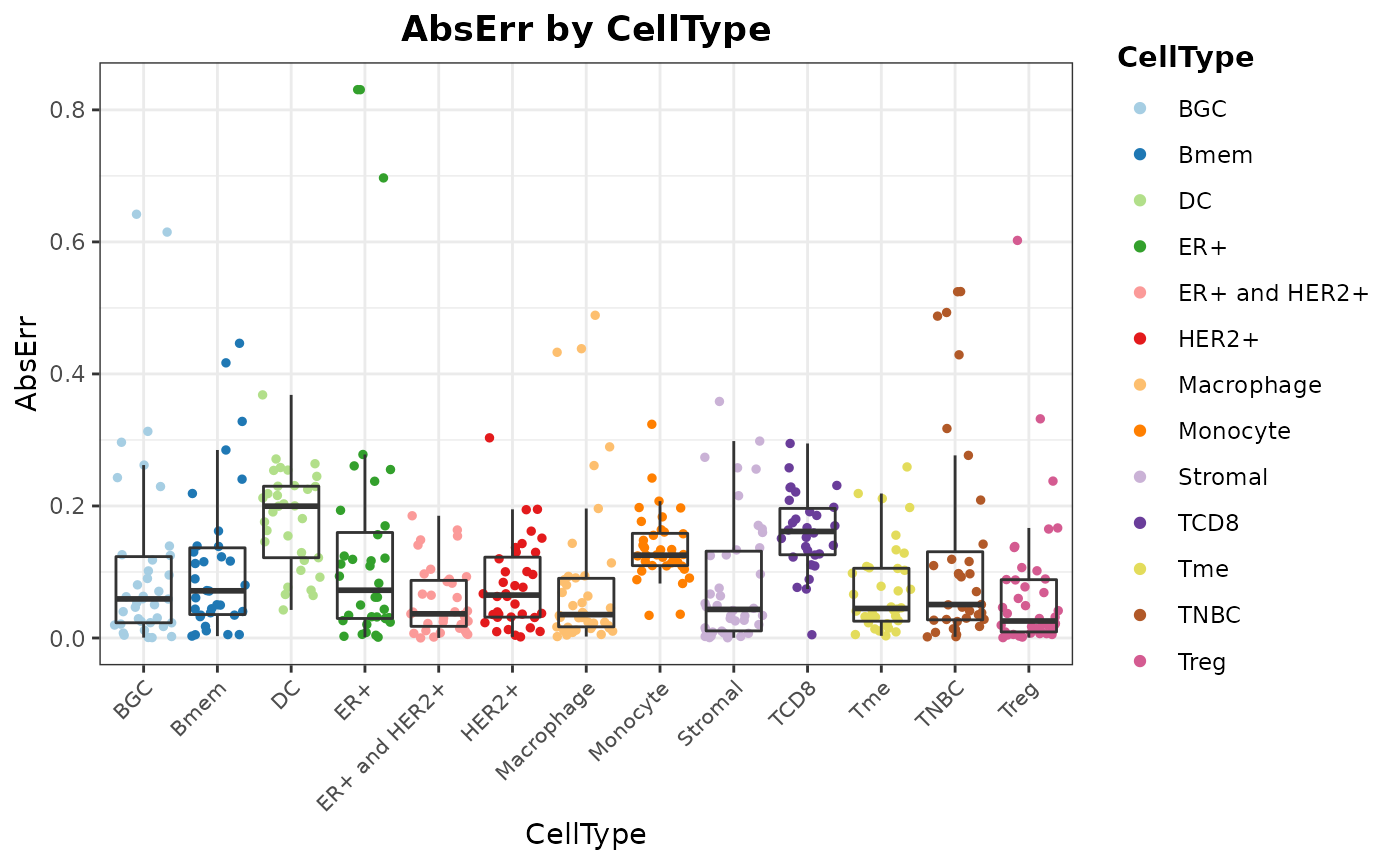 AbsErr by CellType
AbsErr
0.8
0.6
0.4
0.2
0.0
BGC
Bmem
DC
ER+
ER+ and HER2+
HER2+
Macrophage
Monocyte
Stromal
TCD8
Tme
TNBC
Treg
CellType
CellType
BGC
Bmem
DC
ER+
ER+ and HER2+
HER2+
Macrophage
Monocyte
Stromal
TCD8
Tme
TNBC
Treg